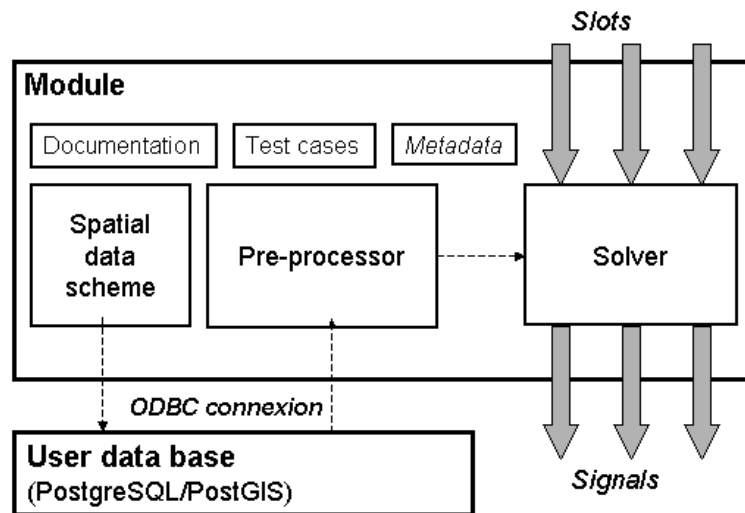 Slots
Module
Documentation
Test cases
Metadata
Spatial
data
scheme
Pre-processor
Solver
ODBC connexion
User data base
(PostgreSQL/PostGIS)
Signals